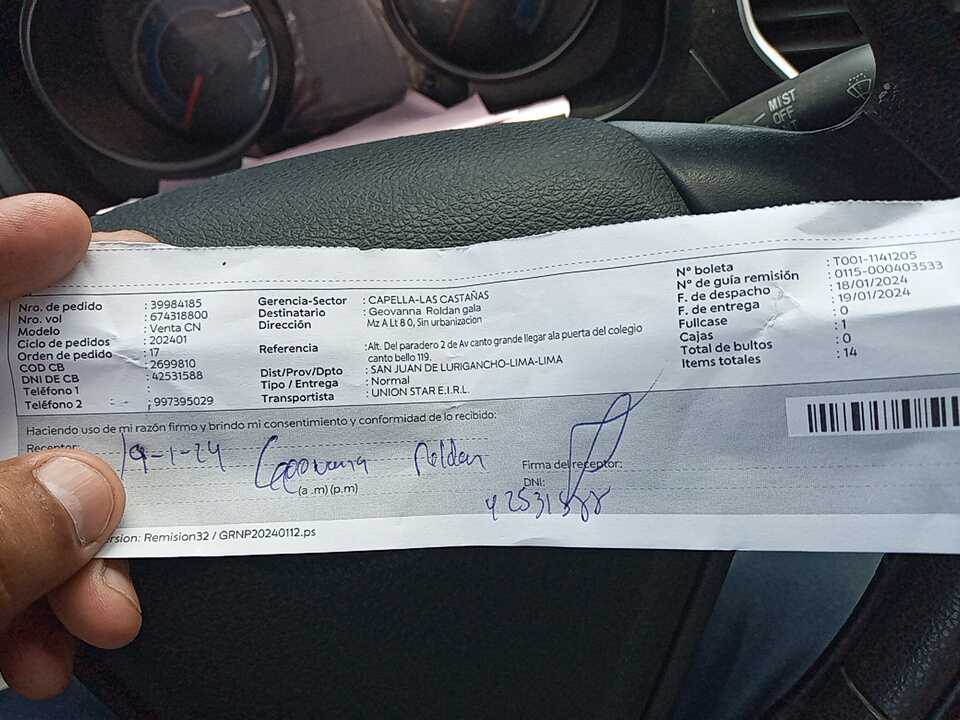 MIST
OFF
Nro. de pedido : 39984185
Nro. vol : 674318800
Modelo : Venta CN
Ciclo de pedidos : 202401
Orden de pedido : 17
COD CB : 2699810
DNI DE CB : 42531588
Teléfono 1 :
Teléfono 2 : 997395029
Gerencia-Sector : CAPELLA-LAS CASTAÑAS
Destinatario : Geovanna Roldan gala
Dirección Mz A Lt 8 0, Sin urbanizacion
Referencia : Alt. Del paradero 2 de Av canto grande llegar ala puerta del colegio
canto bello 119.
Dist/Prov/Dpto : SAN JUAN DE LURIGANCHO-LIMA-LIMA
Tipo / Entrega : Normal
Transportista : UNION STAR E.I.R.L.
N° boleta : T001-1141205
N° de guía remisión : 0115-000403533
F. de despacho : 18/01/2024
F. de entrega : 19/01/2024
Fullcase : 0
Cajas : 1
Total de bultos : 0
Items totales : 14
Haciendo uso de mi razón firmo y brindo mi consentimiento y conformidad de lo recibido:
Receptor:
19-1-24 Geovana Roldan
(a .m) (p.m)
Firma del receptor:
DNI:
42531588
ersion: Remision32 / GRNP20240112.ps